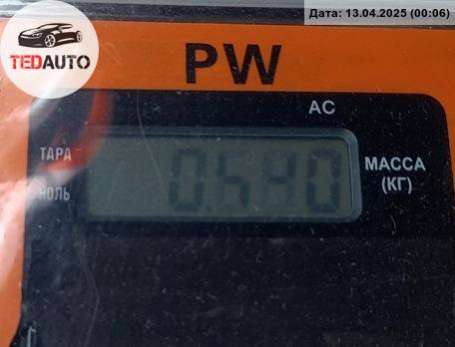 Дата: 13.04.2025 (00:06)
TEDAUTO
PW
AC
ТАРА
НОЛЬ
0.540
МАССА
(КГ)